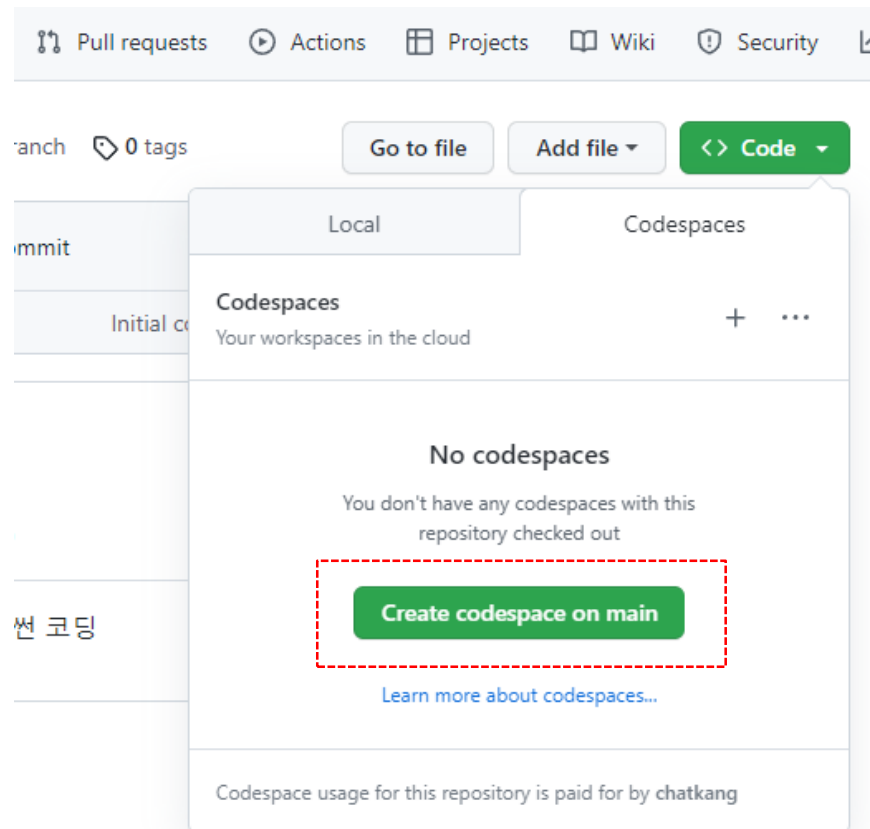 Pull requests Actions Projects Wiki Security
ranch 0 tags Go to file Add file Code
Local Codespaces
ommit
Codespaces
Initial co
Your workspaces in the cloud
No codespaces
You don't have any codespaces with this
repository checked out
Create codespace on main
썬 코딩
Learn more about codespaces...
Codespace usage for this repository is paid for by chatkang